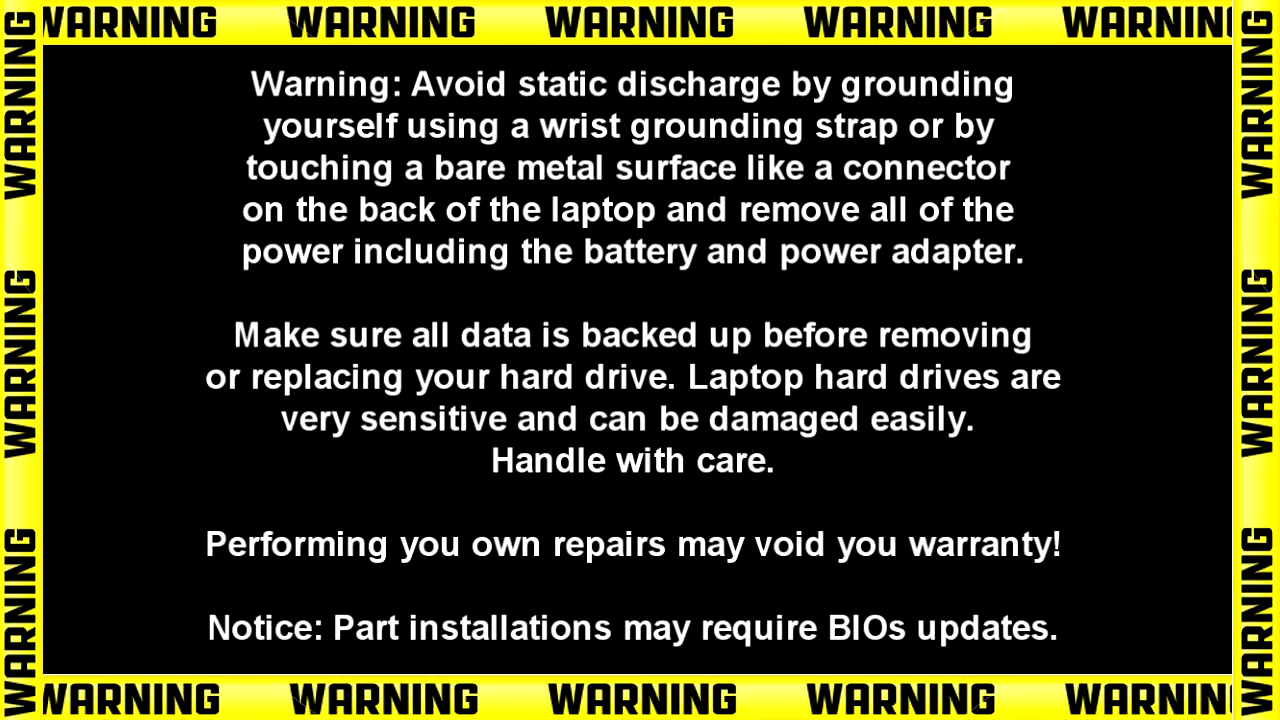 WARNING WARNING WARNING WARNING WARNIN
WARNING
WARNING
WARNING
Warning: Avoid static discharge by grounding
yourself using a wrist grounding strap or by
touching a bare metal surface like a connector
on the back of the laptop and remove all of the
power including the battery and power adapter.
Make sure all data is backed up before removing
or replacing your hard drive. Laptop hard drives are
very sensitive and can be damaged easily.
Handle with care.
Performing you own repairs may void you warranty!
Notice: Part installations may require BIOs updates.
WARNING
WARNING
WARNING
WARNING WARNING WARNING WARNING WARNIN